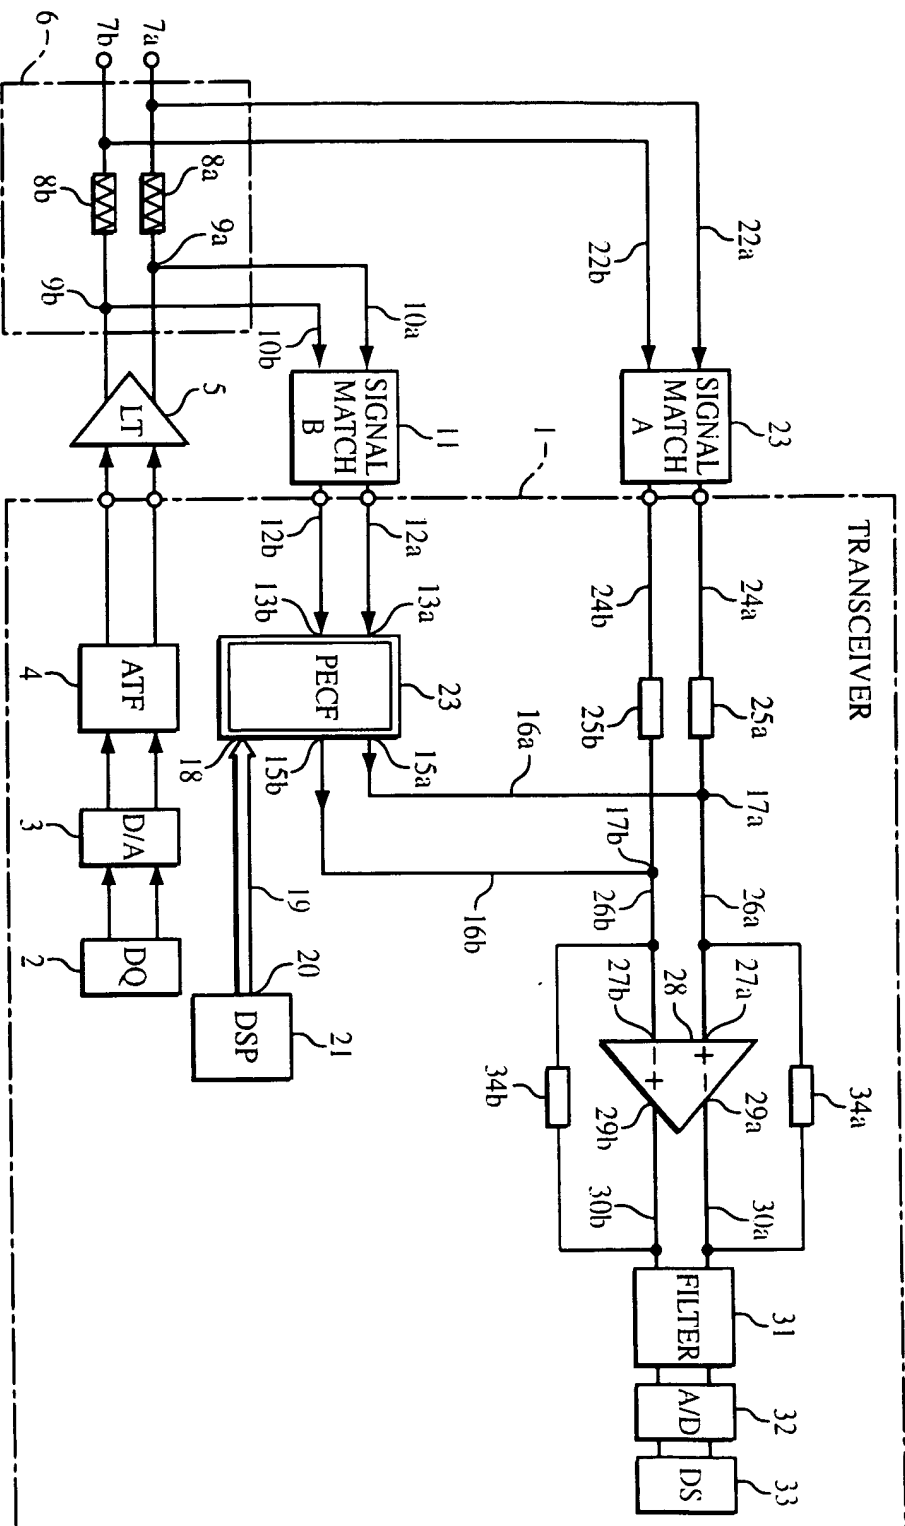 TRANSCEIVER
1
22a
22b
SIGNAL
MATCH
A
23
24a
24b
25a
25b
17a
17b
26a
26b
27a
27b
28
+ −
− +
29a
29b
34a
34b
30a
30b
FILTER
31
A/D
32
DS
33
16a
16b
10a
10b
SIGNAL
MATCH
B
11
12a
12b
13a
13b
PECF
23
15a
15b
18
19
20
DSP
21
6
7a
7b
8a
8b
9a
9b
LT
5
ATF
4
D/A
3
DQ
2